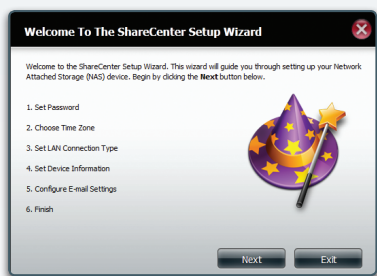 Welcome To The ShareCenter Setup Wizard
Welcome to the ShareCenter Setup Wizard. This wizard will guide you through setting up your Network
Attached Storage (NAS) device. Begin by clicking the Next button below.
1. Set Password
2. Choose Time Zone
3. Set LAN Connection Type
4. Set Device Information
5. Configure E-mail Settings
6. Finish
Next Exit